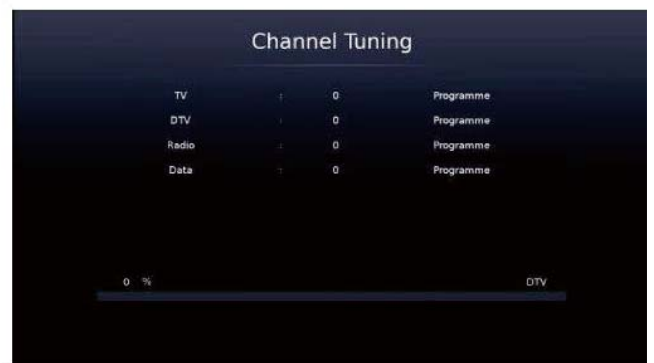 Channel Tuning
TV : 0 Programme
DTV : 0 Programme
Radio : 0 Programme
Data : 0 Programme
0 % DTV